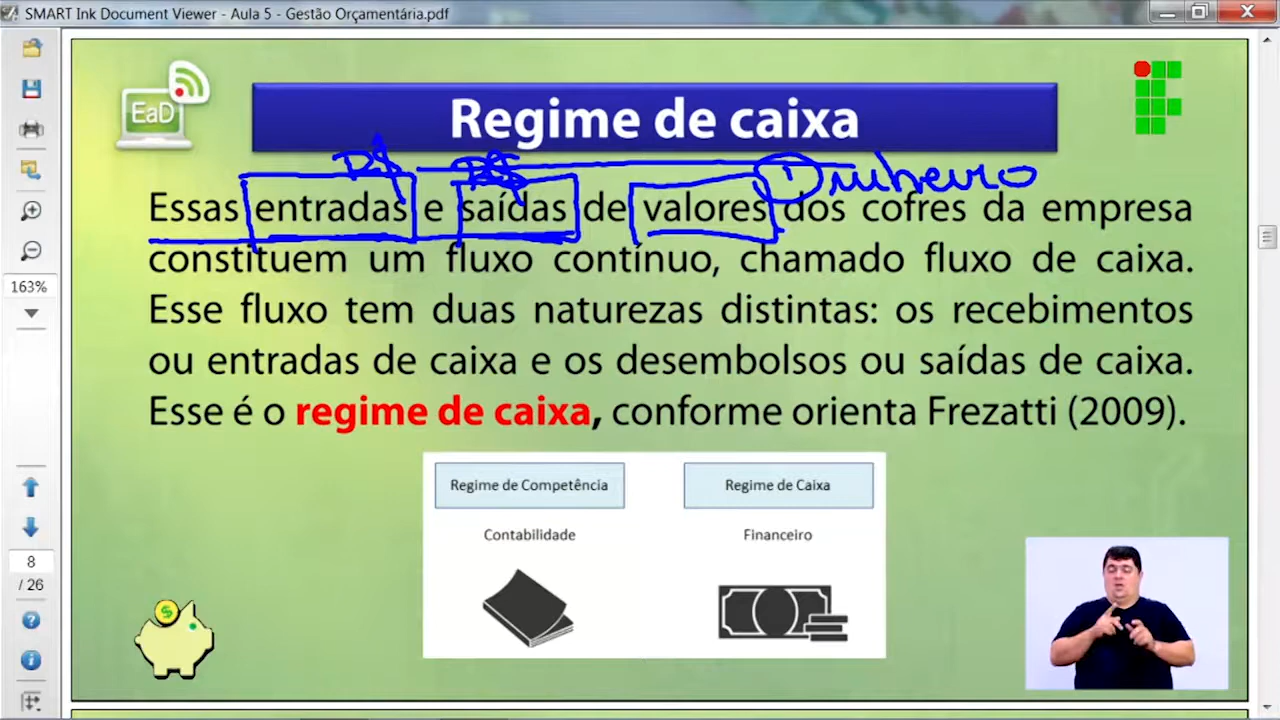 SMART Ink Document Viewer - Aula 5 - Gestão Orçamentária.pdf
EaD
Regime de caixa
R$ R$ Dinheiro
Essas entradas e saídas de valores dos cofres da empresa
constituem um fluxo contínuo, chamado fluxo de caixa.
Esse fluxo tem duas naturezas distintas: os recebimentos
ou entradas de caixa e os desembolsos ou saídas de caixa.
Esse é o regime de caixa, conforme orienta Frezatti (2009).
163%
Regime de Competência
Regime de Caixa
Contabilidade
Financeiro
8
/ 26
$